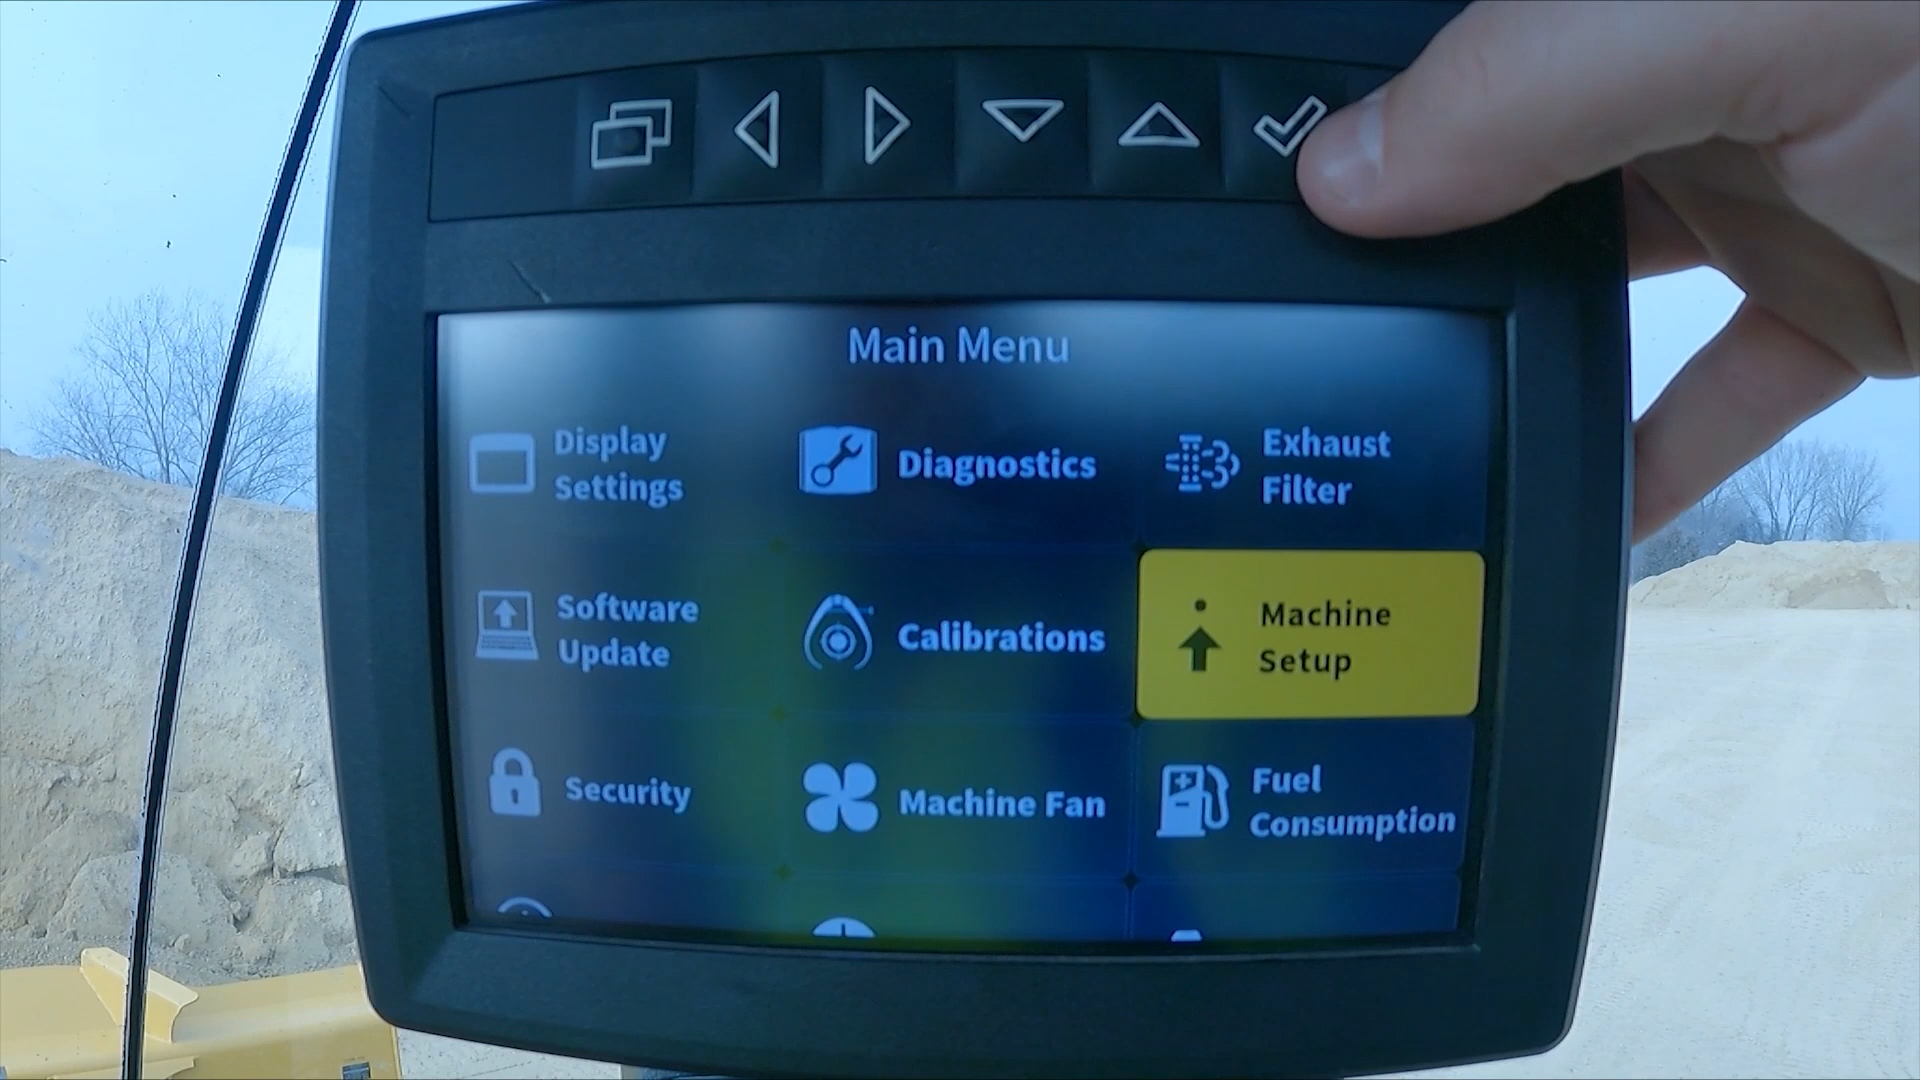 Main Menu
Display
Settings
Diagnostics
Exhaust
Filter
Software
Update
Calibrations
Machine
Setup
Security
Machine Fan
Fuel
Consumption